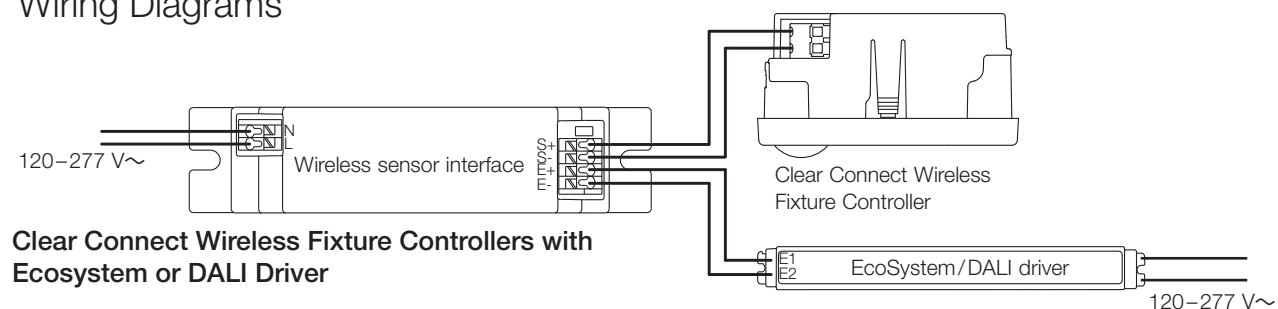 Wiring Diagrams
N
L
120–277 V~
Wireless sensor interface
S+
S-
E+
E-
Clear Connect Wireless
Fixture Controller
Clear Connect Wireless Fixture Controllers with
Ecosystem or DALI Driver
E1
E2
EcoSystem/DALI driver
120–277 V~